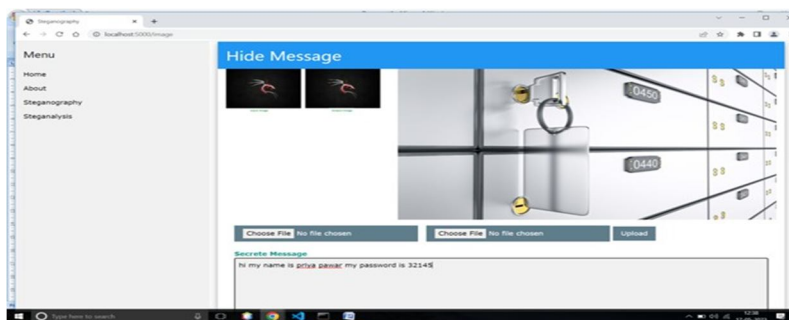 Steganography
localhost:5000/image
Menu
Home
About
Steganography
Steganalysis
Hide Message
0450
0440
Choose File No file chosen
Choose File No file chosen
Upload
Secrete Message
hi my name is priya pawar my password is 32145
Type here to search
12:38